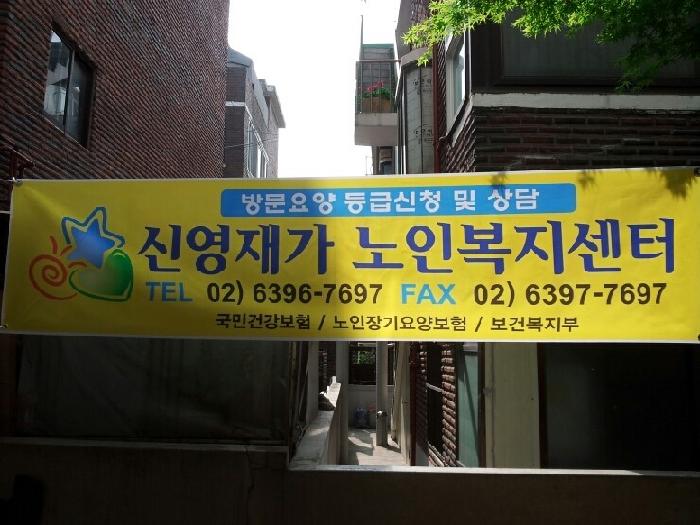 방문요양 등급신청 및 상담
신영재가 노인복지센터
TEL 02) 6396-7697 FAX 02) 6397-7697
국민건강보험 / 노인장기요양보험 / 보건복지부